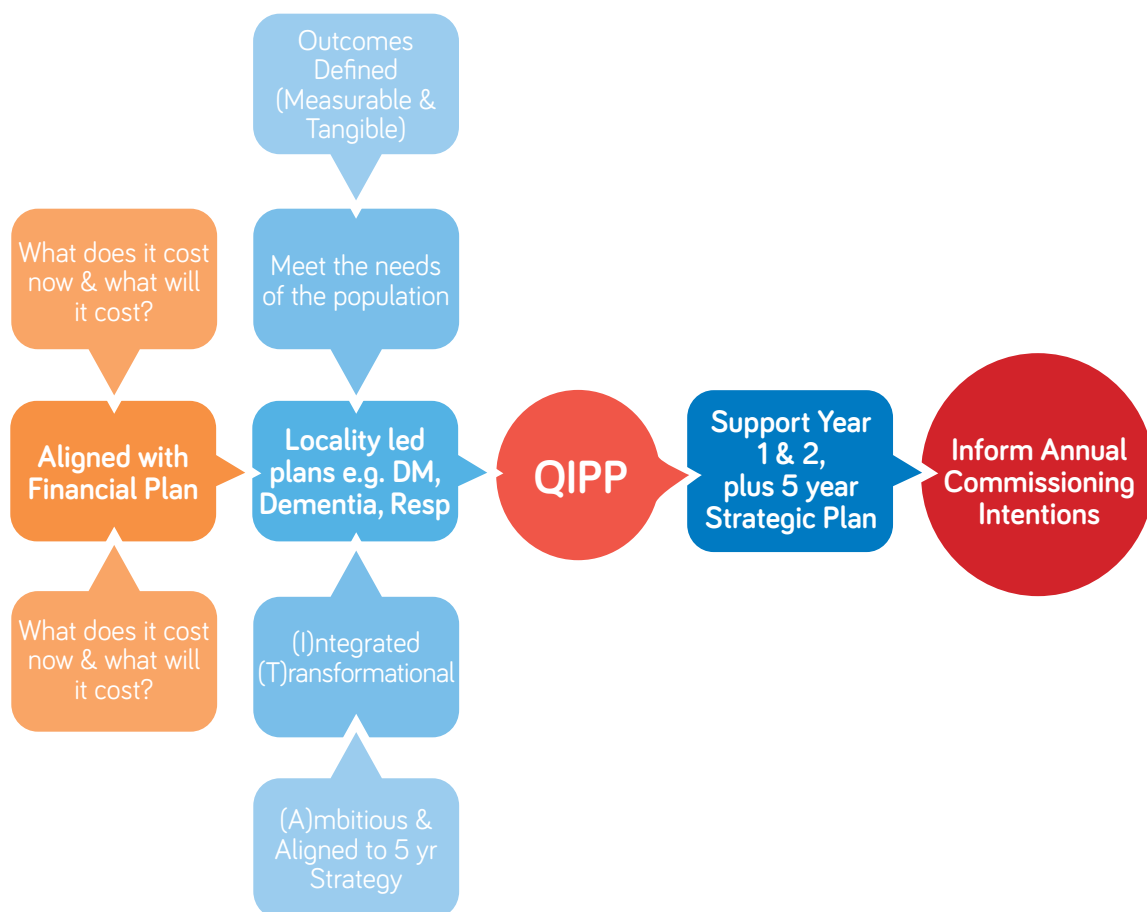 Outcomes
Defined
(Measurable &
Tangible)
What does it cost
now & what will
it cost?
Meet the needs
of the population
Aligned with
Financial Plan
Locality led
plans e.g. DM,
Dementia, Resp
QIPP
Support Year
1 & 2,
plus 5 year
Strategic Plan
Inform Annual
Commissioning
Intentions
What does it cost
now & what will
it cost?
(I)ntegrated
(T)ransformational
(A)mbitious &
Aligned to 5 yr
Strategy